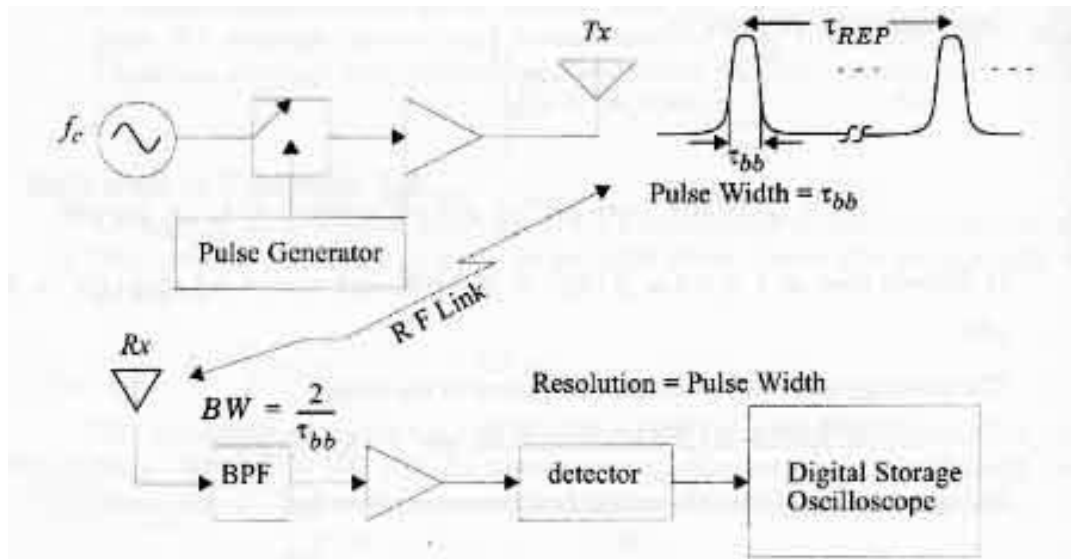 Tx
τREP
fc
τbb
Pulse Width = τbb
Pulse Generator
R F Link
Rx
Resolution = Pulse Width
BW = 2/τbb
BPF
detector
Digital Storage
Oscilloscope